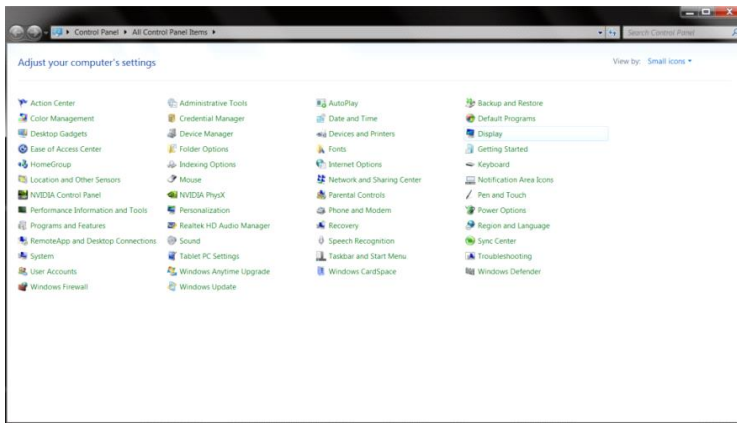 Control Panel All Control Panel Items Search Control Panel
Adjust your computer's settings View by: Small icons
Action Center Administrative Tools AutoPlay Backup and Restore
Color Management Credential Manager Date and Time Default Programs
Desktop Gadgets Device Manager Devices and Printers Display
Ease of Access Center Folder Options Fonts Getting Started
HomeGroup Indexing Options Internet Options Keyboard
Location and Other Sensors Mouse Network and Sharing Center Notification Area Icons
NVIDIA Control Panel NVIDIA PhysX Parental Controls Pen and Touch
Performance Information and Tools Personalization Phone and Modem Power Options
Programs and Features Realtek HD Audio Manager Recovery Region and Language
RemoteApp and Desktop Connections Sound Speech Recognition Sync Center
System Tablet PC Settings Taskbar and Start Menu Troubleshooting
User Accounts Windows Anytime Upgrade Windows CardSpace Windows Defender
Windows Firewall Windows Update